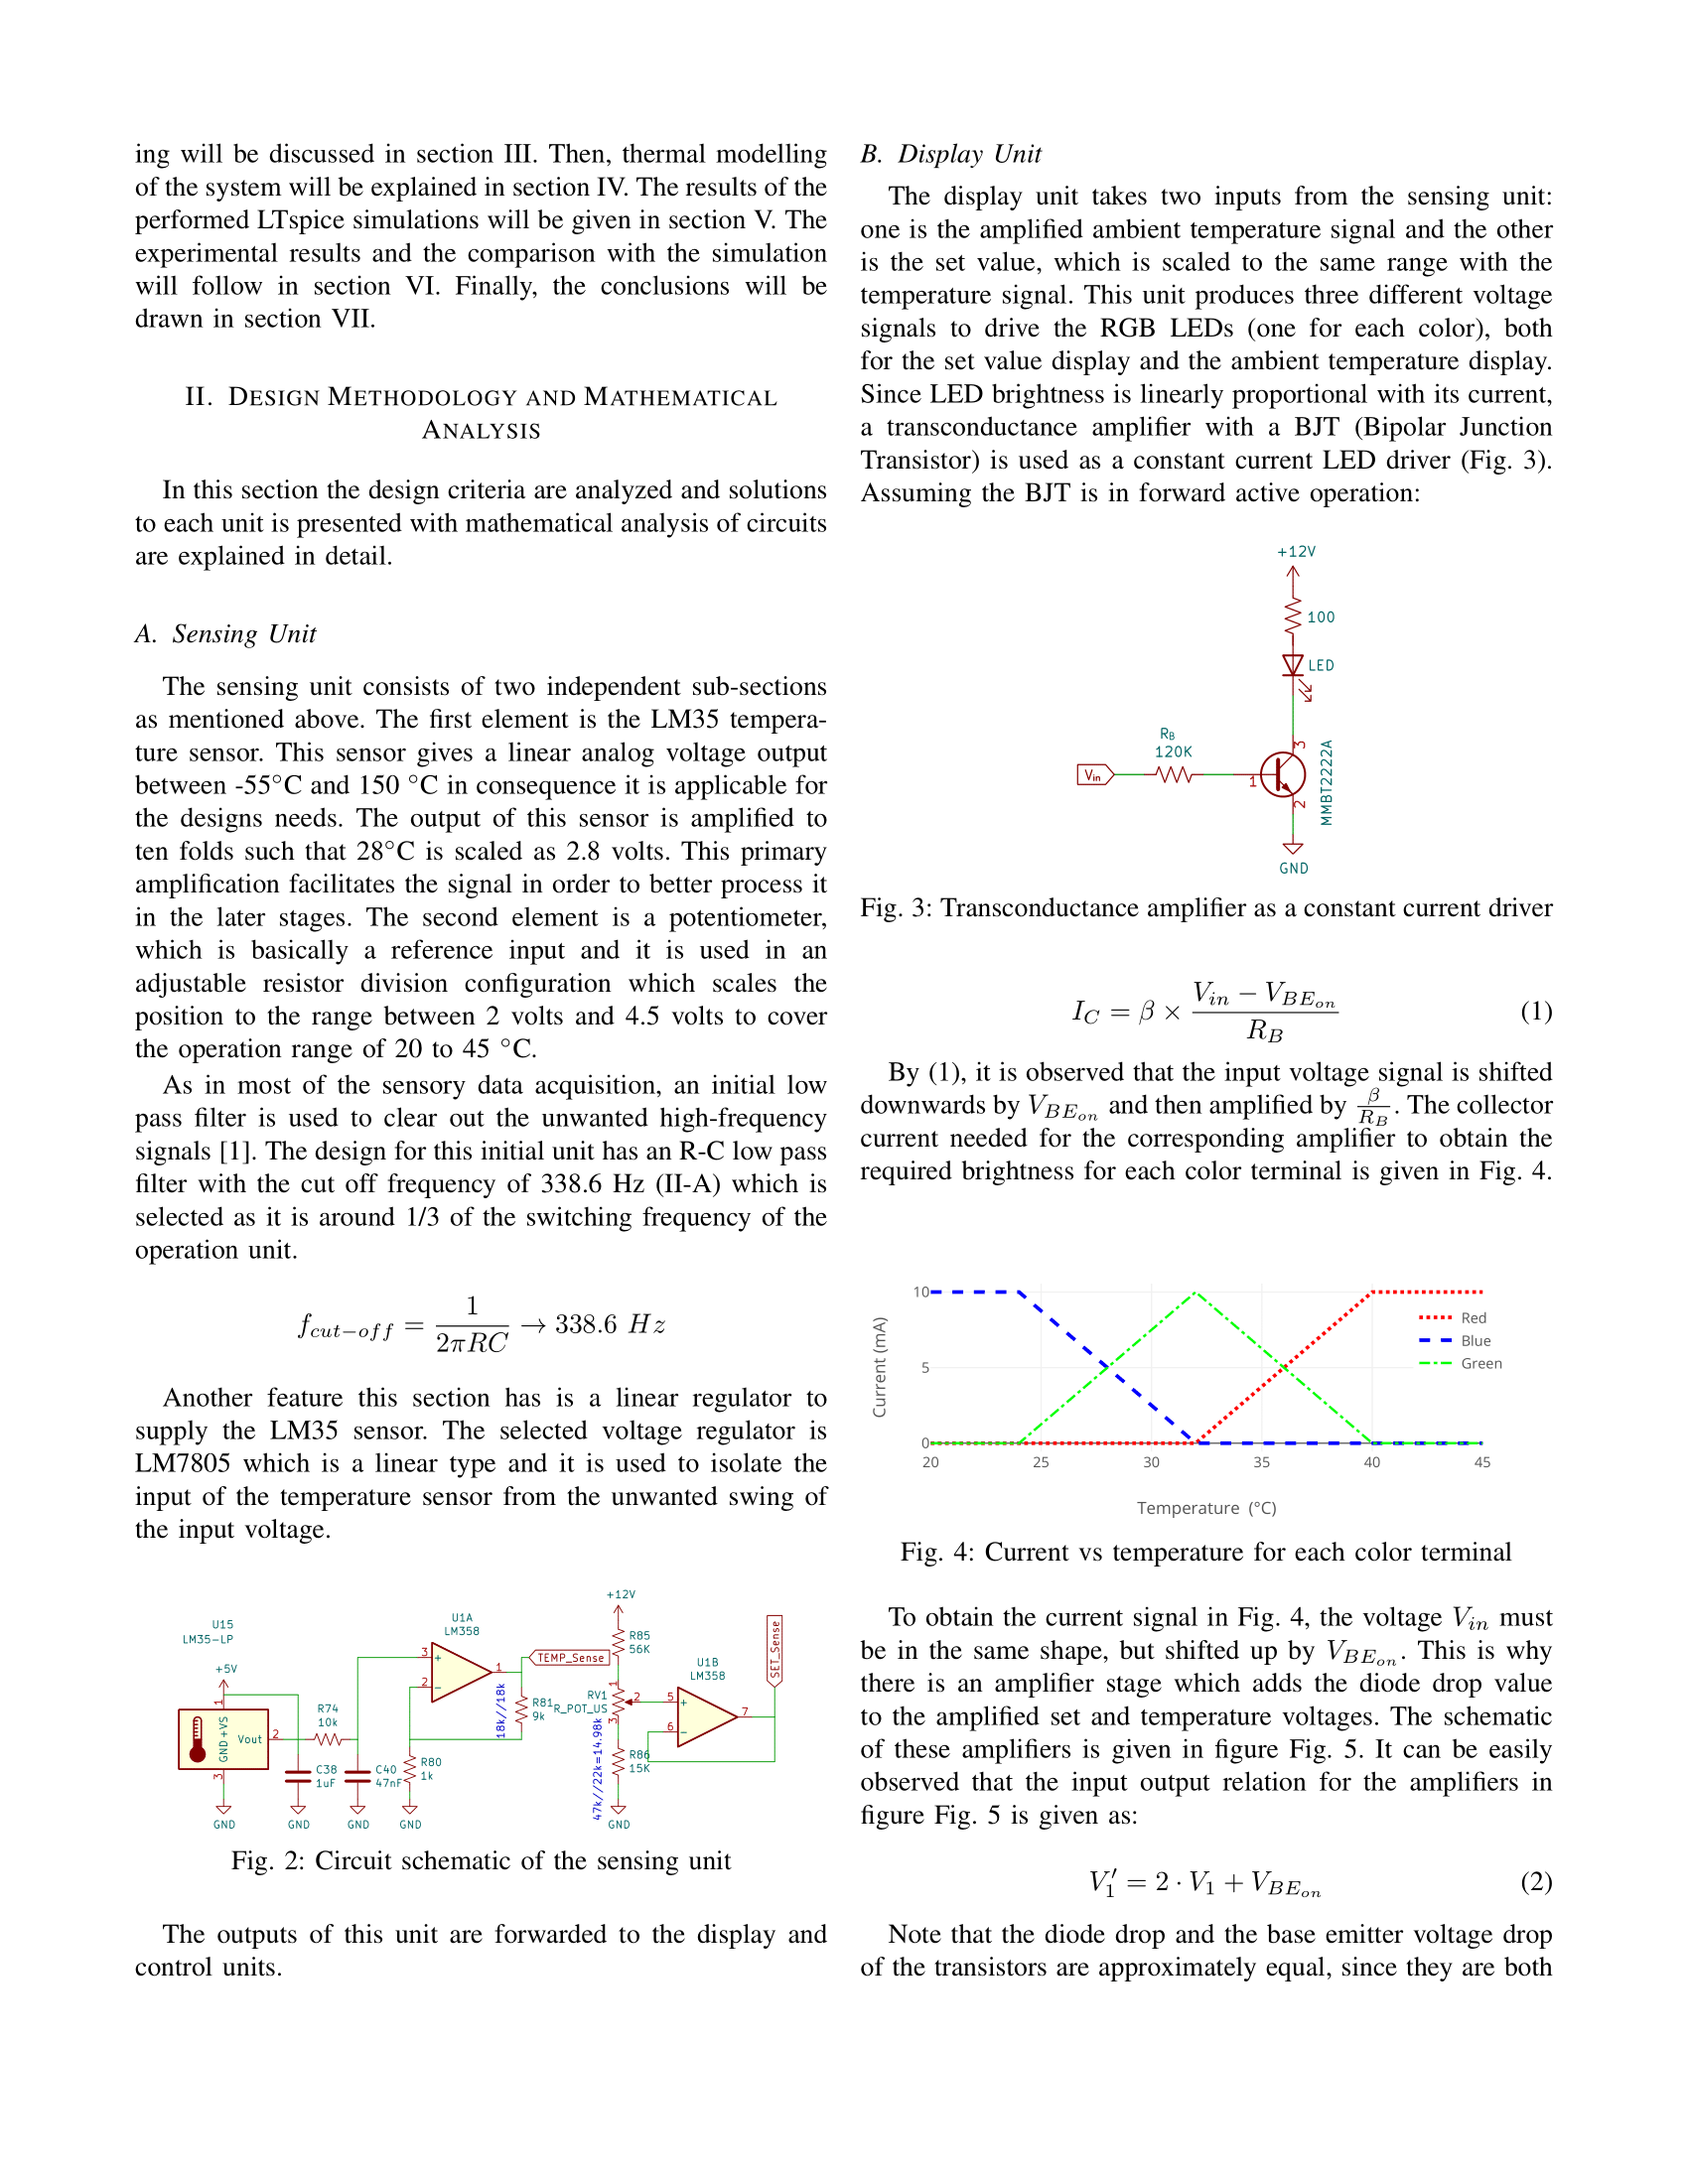 ing will be discussed in section III. Then, thermal modelling
of the system will be explained in section IV. The results of the
performed LTspice simulations will be given in section V. The
experimental results and the comparison with the simulation
will follow in section VI. Finally, the conclusions will be
drawn in section VII.
II. DESIGN METHODOLOGY AND MATHEMATICAL
ANALYSIS
In this section the design criteria are analyzed and solutions
to each unit is presented with mathematical analysis of circuits
are explained in detail.
A. Sensing Unit
The sensing unit consists of two independent sub-sections
as mentioned above. The first element is the LM35 tempera-
ture sensor. This sensor gives a linear analog voltage output
between -55°C and 150 °C in consequence it is applicable for
the designs needs. The output of this sensor is amplified to
ten folds such that 28°C is scaled as 2.8 volts. This primary
amplification facilitates the signal in order to better process it
in the later stages. The second element is a potentiometer,
which is basically a reference input and it is used in an
adjustable resistor division configuration which scales the
position to the range between 2 volts and 4.5 volts to cover
the operation range of 20 to 45 °C.
As in most of the sensory data acquisition, an initial low
pass filter is used to clear out the unwanted high-frequency
signals [1]. The design for this initial unit has an R-C low pass
filter with the cut off frequency of 338.6 Hz (II-A) which is
selected as it is around 1/3 of the switching frequency of the
operation unit.
f_{cut-off} = \frac{1}{2πRC} → 338.6 Hz
Another feature this section has is a linear regulator to
supply the LM35 sensor. The selected voltage regulator is
LM7805 which is a linear type and it is used to isolate the
input of the temperature sensor from the unwanted swing of
the input voltage.
U15
LM35-LP
+5V
1
GND +VS
Vout
2
3
GND
R74
10k
C38
1uF
GND
C40
47nF
GND
U1A
LM358
3
+
2
-
1
TEMP_Sense
18k//18k
R81
9k
R80
1k
GND
+12V
R85
56K
RV1
R_POT_US
1
2
3
47k//22k=14.98k
R86
15K
GND
U1B
LM358
5
+
6
-
7
SET_Sense
Fig. 2: Circuit schematic of the sensing unit
The outputs of this unit are forwarded to the display and
control units.
B. Display Unit
The display unit takes two inputs from the sensing unit:
one is the amplified ambient temperature signal and the other
is the set value, which is scaled to the same range with the
temperature signal. This unit produces three different voltage
signals to drive the RGB LEDs (one for each color), both
for the set value display and the ambient temperature display.
Since LED brightness is linearly proportional with its current,
a transconductance amplifier with a BJT (Bipolar Junction
Transistor) is used as a constant current LED driver (Fig. 3).
Assuming the BJT is in forward active operation:
+12V
100
LED
R_B
120K
V_in
1
3
2
MMBT2222A
GND
Fig. 3: Transconductance amplifier as a constant current driver
I_C = β × \frac{V_{in} − V_{BE_{on}}}{R_B} (1)
By (1), it is observed that the input voltage signal is shifted
downwards by V_{BE_{on}} and then amplified by \frac{β}{R_B}. The collector
current needed for the corresponding amplifier to obtain the
required brightness for each color terminal is given in Fig. 4.
10
5
0
Current (mA)
20 25 30 35 40 45
Temperature (°C)
Red
Blue
Green
Fig. 4: Current vs temperature for each color terminal
To obtain the current signal in Fig. 4, the voltage V_{in} must
be in the same shape, but shifted up by V_{BE_{on}}. This is why
there is an amplifier stage which adds the diode drop value
to the amplified set and temperature voltages. The schematic
of these amplifiers is given in figure Fig. 5. It can be easily
observed that the input output relation for the amplifiers in
figure Fig. 5 is given as:
V_1' = 2 · V_1 + V_{BE_{on}} (2)
Note that the diode drop and the base emitter voltage drop
of the transistors are approximately equal, since they are both